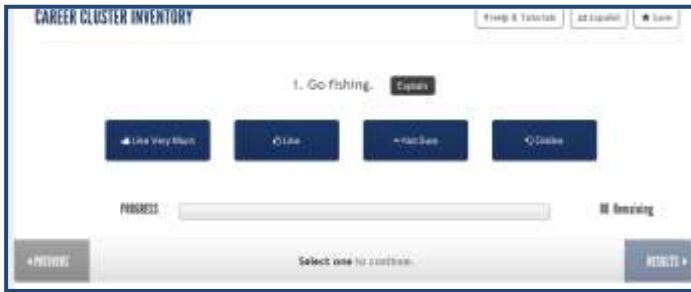 CAREER CLUSTER INVENTORY
Help & Tutorials Español Save
1. Go fishing. Explain
Like Very Much Like Not Sure Dislike
PROGRESS Remaining
PREVIOUS Select one to continue. RESULTS